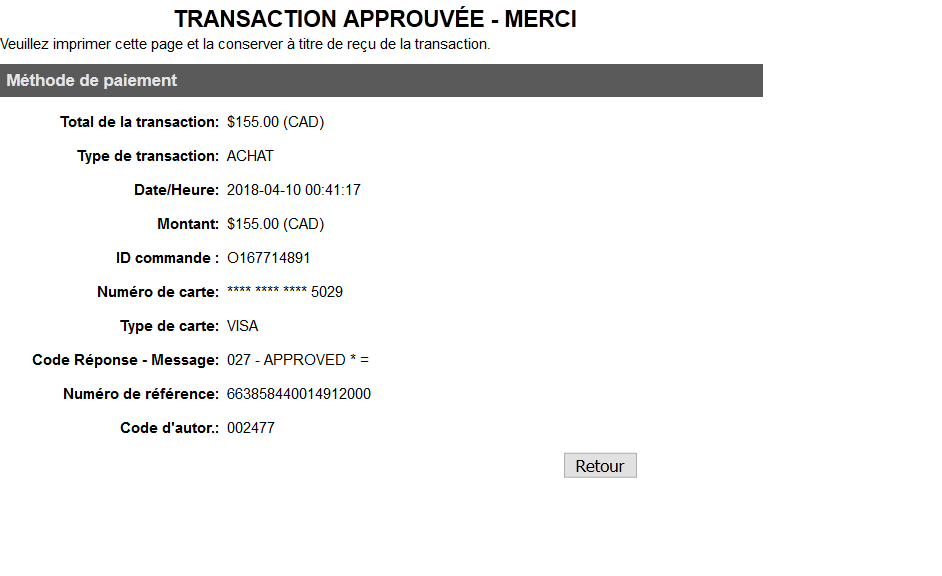 TRANSACTION APPROUVÉE - MERCI
Veuillez imprimer cette page et la conserver à titre de reçu de la transaction.
Méthode de paiement
Total de la transaction: $155.00 (CAD)
Type de transaction: ACHAT
Date/Heure: 2018-04-10 00:41:17
Montant: $155.00 (CAD)
ID commande : O167714891
Numéro de carte: **** **** **** 5029
Type de carte: VISA
Code Réponse - Message: 027 - APPROVED * =
Numéro de référence: 663858440014912000
Code d'autor.: 002477
Retour